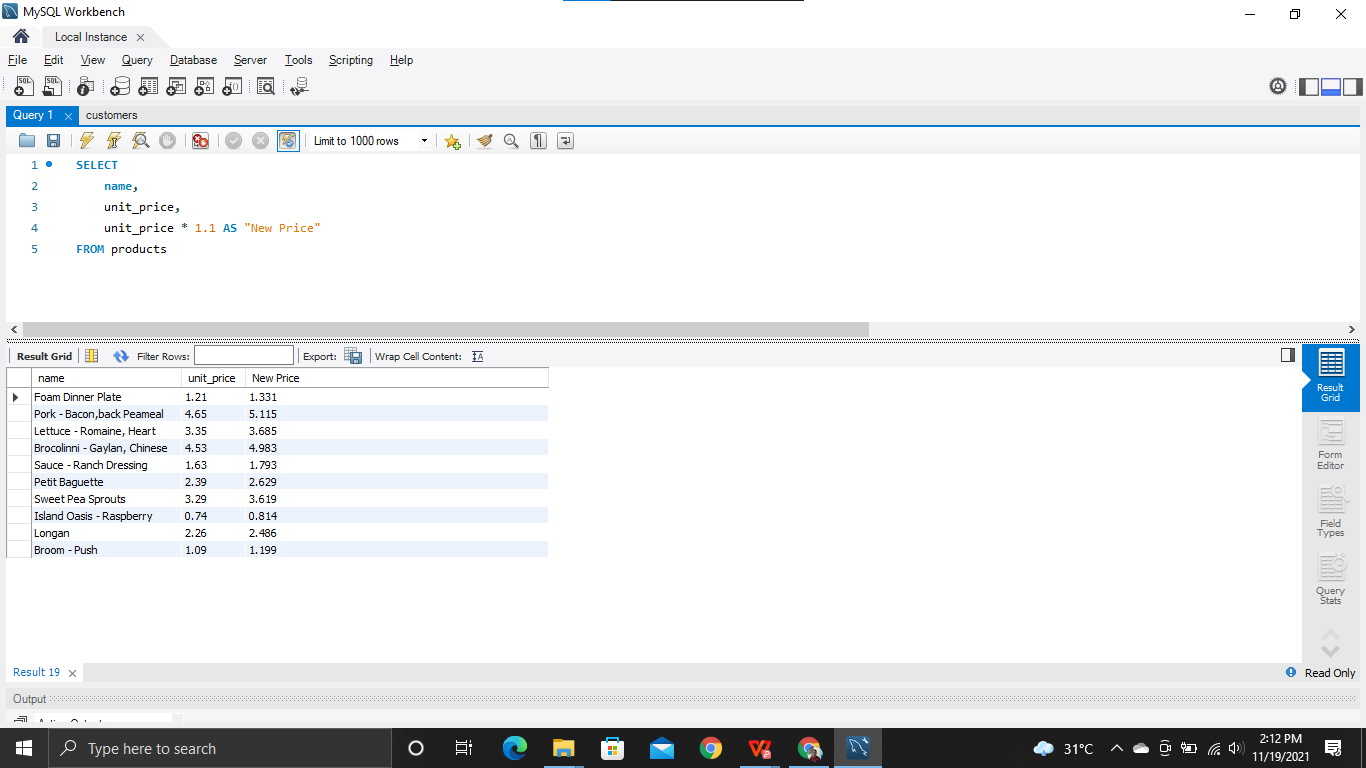 MySQL Workbench
Local Instance
File Edit View Query Database Server Tools Scripting Help
Query 1 customers
Limit to 1000 rows
1 SELECT
2 name,
3 unit_price,
4 unit_price * 1.1 AS "New Price"
5 FROM products
Result Grid Filter Rows: Export: Wrap Cell Content:
name unit_price New Price
Foam Dinner Plate 1.21 1.331
Pork - Bacon,back Peameal 4.65 5.115
Lettuce - Romaine, Heart 3.35 3.685
Brocolinni - Gaylan, Chinese 4.53 4.983
Sauce - Ranch Dressing 1.63 1.793
Petit Baguette 2.39 2.629
Sweet Pea Sprouts 3.29 3.619
Island Oasis - Raspberry 0.74 0.814
Longan 2.26 2.486
Broom - Push 1.09 1.199
Result
Grid
Form
Editor
Field
Types
Query
Stats
Result 19 Read Only
Output
Type here to search
31°C
2:12 PM
11/19/2021